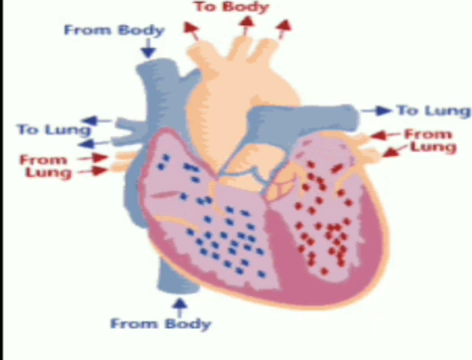 To Body
From Body
To Lung
To Lung
From
Lung
From
Lung
From Body